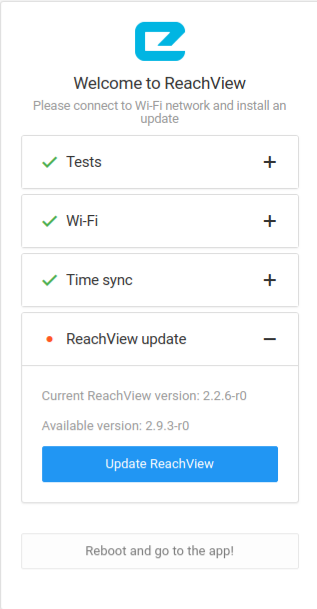 Welcome to ReachView
Please connect to Wi-Fi network and install an
update
Tests
Wi-Fi
Time sync
ReachView update
Current ReachView version: 2.2.6-r0
Available version: 2.9.3-r0
Update ReachView
Reboot and go to the app!